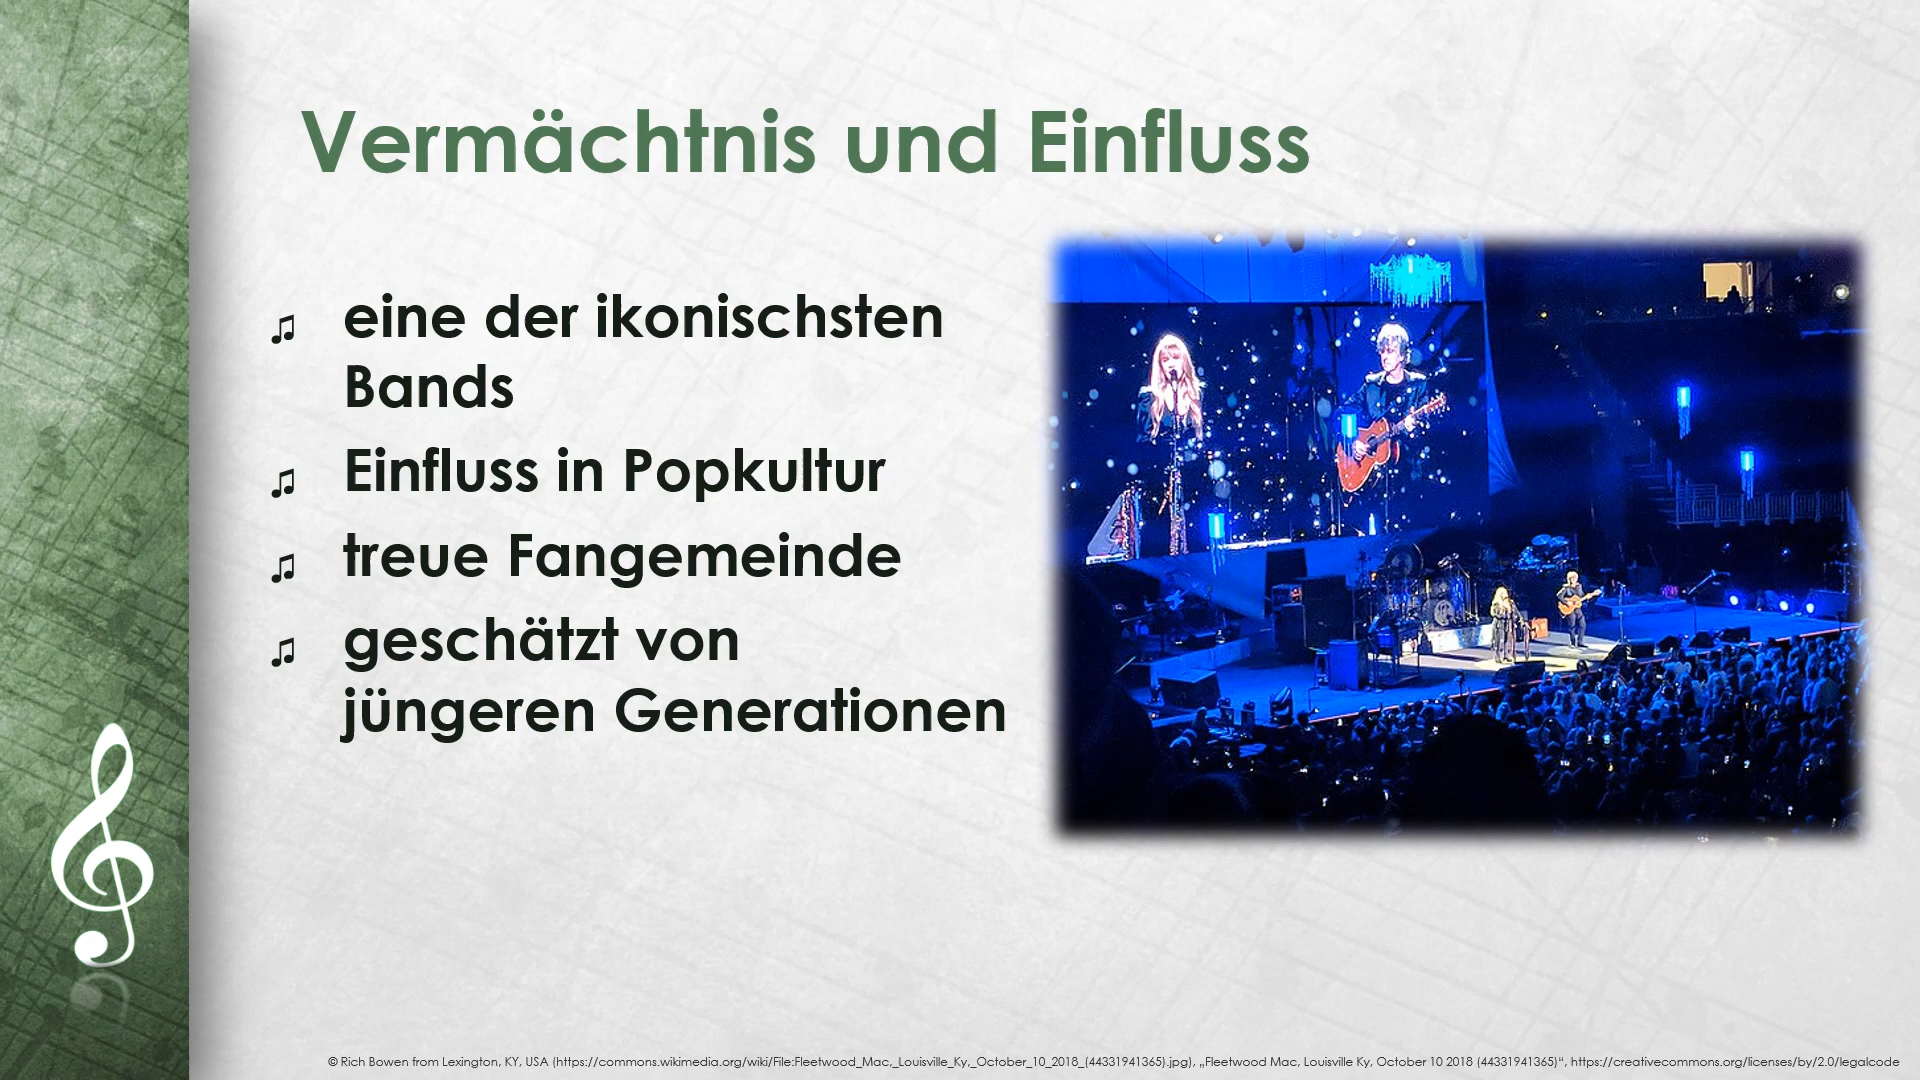 Vermächtnis und Einfluss
♫ eine der ikonischsten
Bands
♫ Einfluss in Popkultur
♫ treue Fangemeinde
♫ geschätzt von
jüngeren Generationen
© Rich Bowen from Lexington, KY, USA (https://commons.wikimedia.org/wiki/File:Fleetwood_Mac,_Louisville_Ky,_October_10_2018_(44331941365).jpg), „Fleetwood Mac, Louisville Ky, October 10 2018 (44331941365)“, https://creativecommons.org/licenses/by/2.0/legalcode